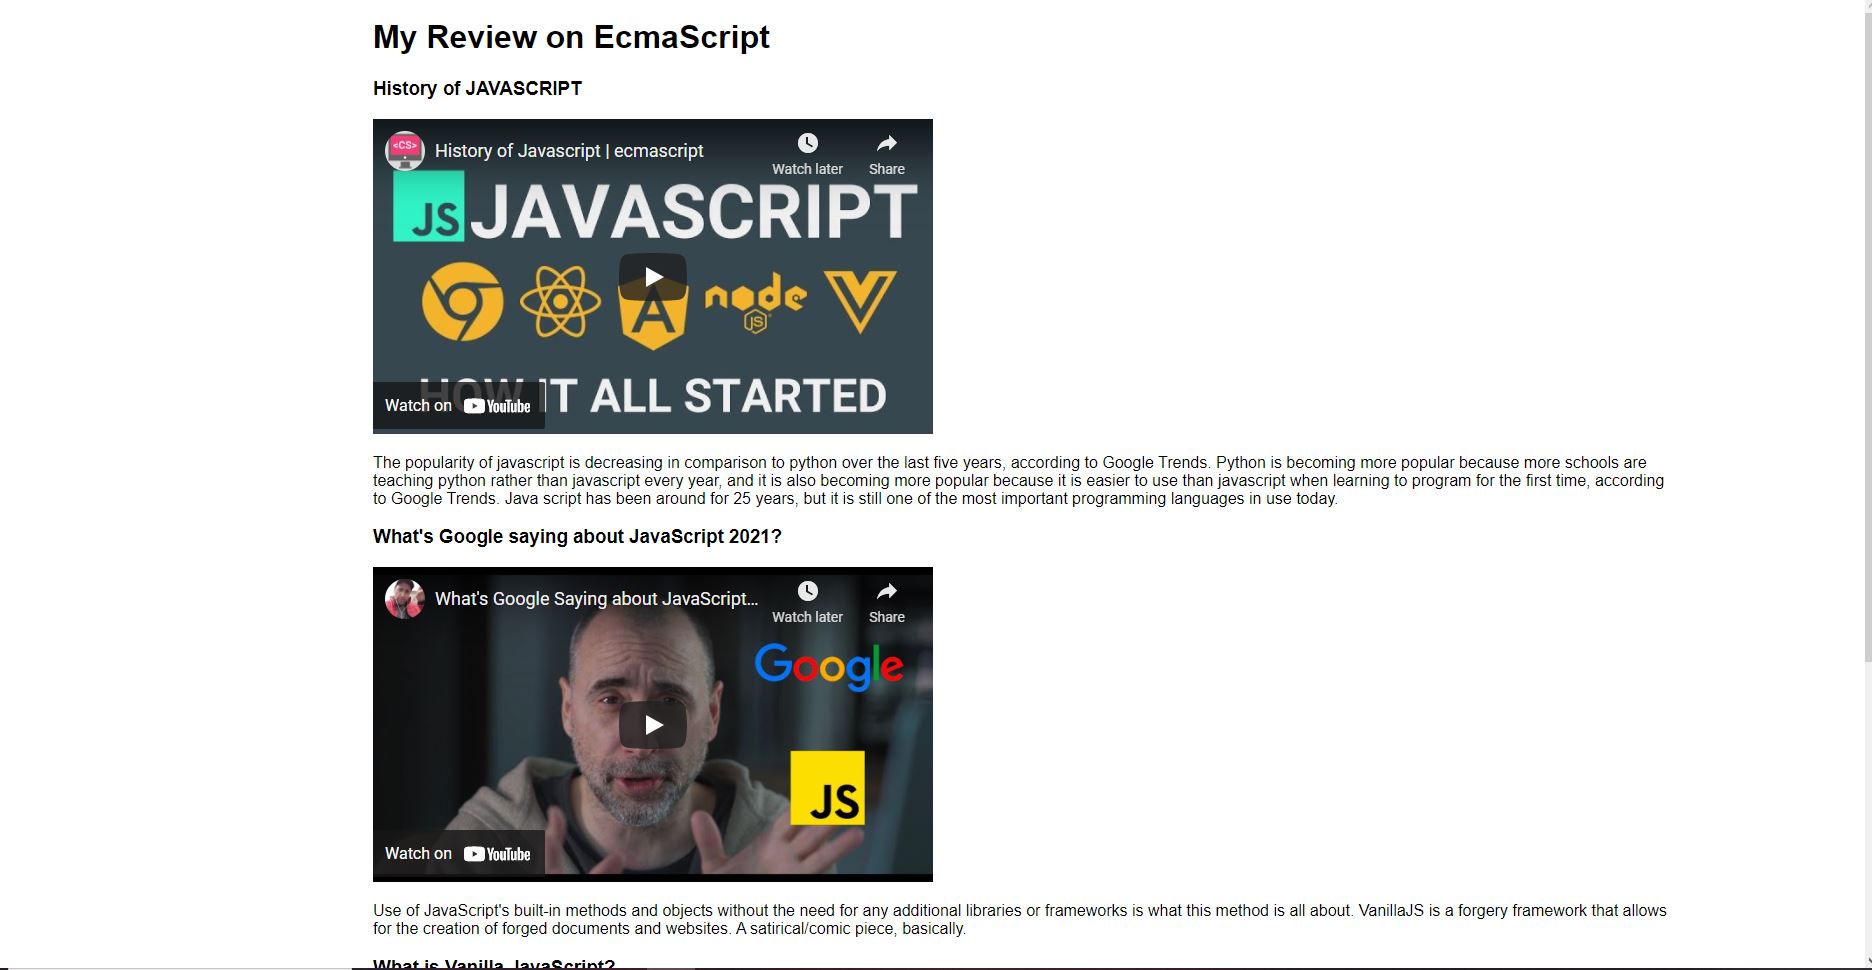 My Review on EcmaScript
History of JAVASCRIPT
<CS>
History of Javascript | ecmascript
Watch later
Share
JS JAVASCRIPT
A
node
JS
HOW IT ALL STARTED
Watch on YouTube
The popularity of javascript is decreasing in comparison to python over the last five years, according to Google Trends. Python is becoming more popular because more schools are
teaching python rather than javascript every year, and it is also becoming more popular because it is easier to use than javascript when learning to program for the first time, according
to Google Trends. Java script has been around for 25 years, but it is still one of the most important programming languages in use today.
What's Google saying about JavaScript 2021?
What's Google Saying about JavaScript...
Watch later
Share
Google
JS
Watch on YouTube
Use of JavaScript's built-in methods and objects without the need for any additional libraries or frameworks is what this method is all about. VanillaJS is a forgery framework that allows
for the creation of forged documents and websites. A satirical/comic piece, basically.
What is Vanilla JavaScript?